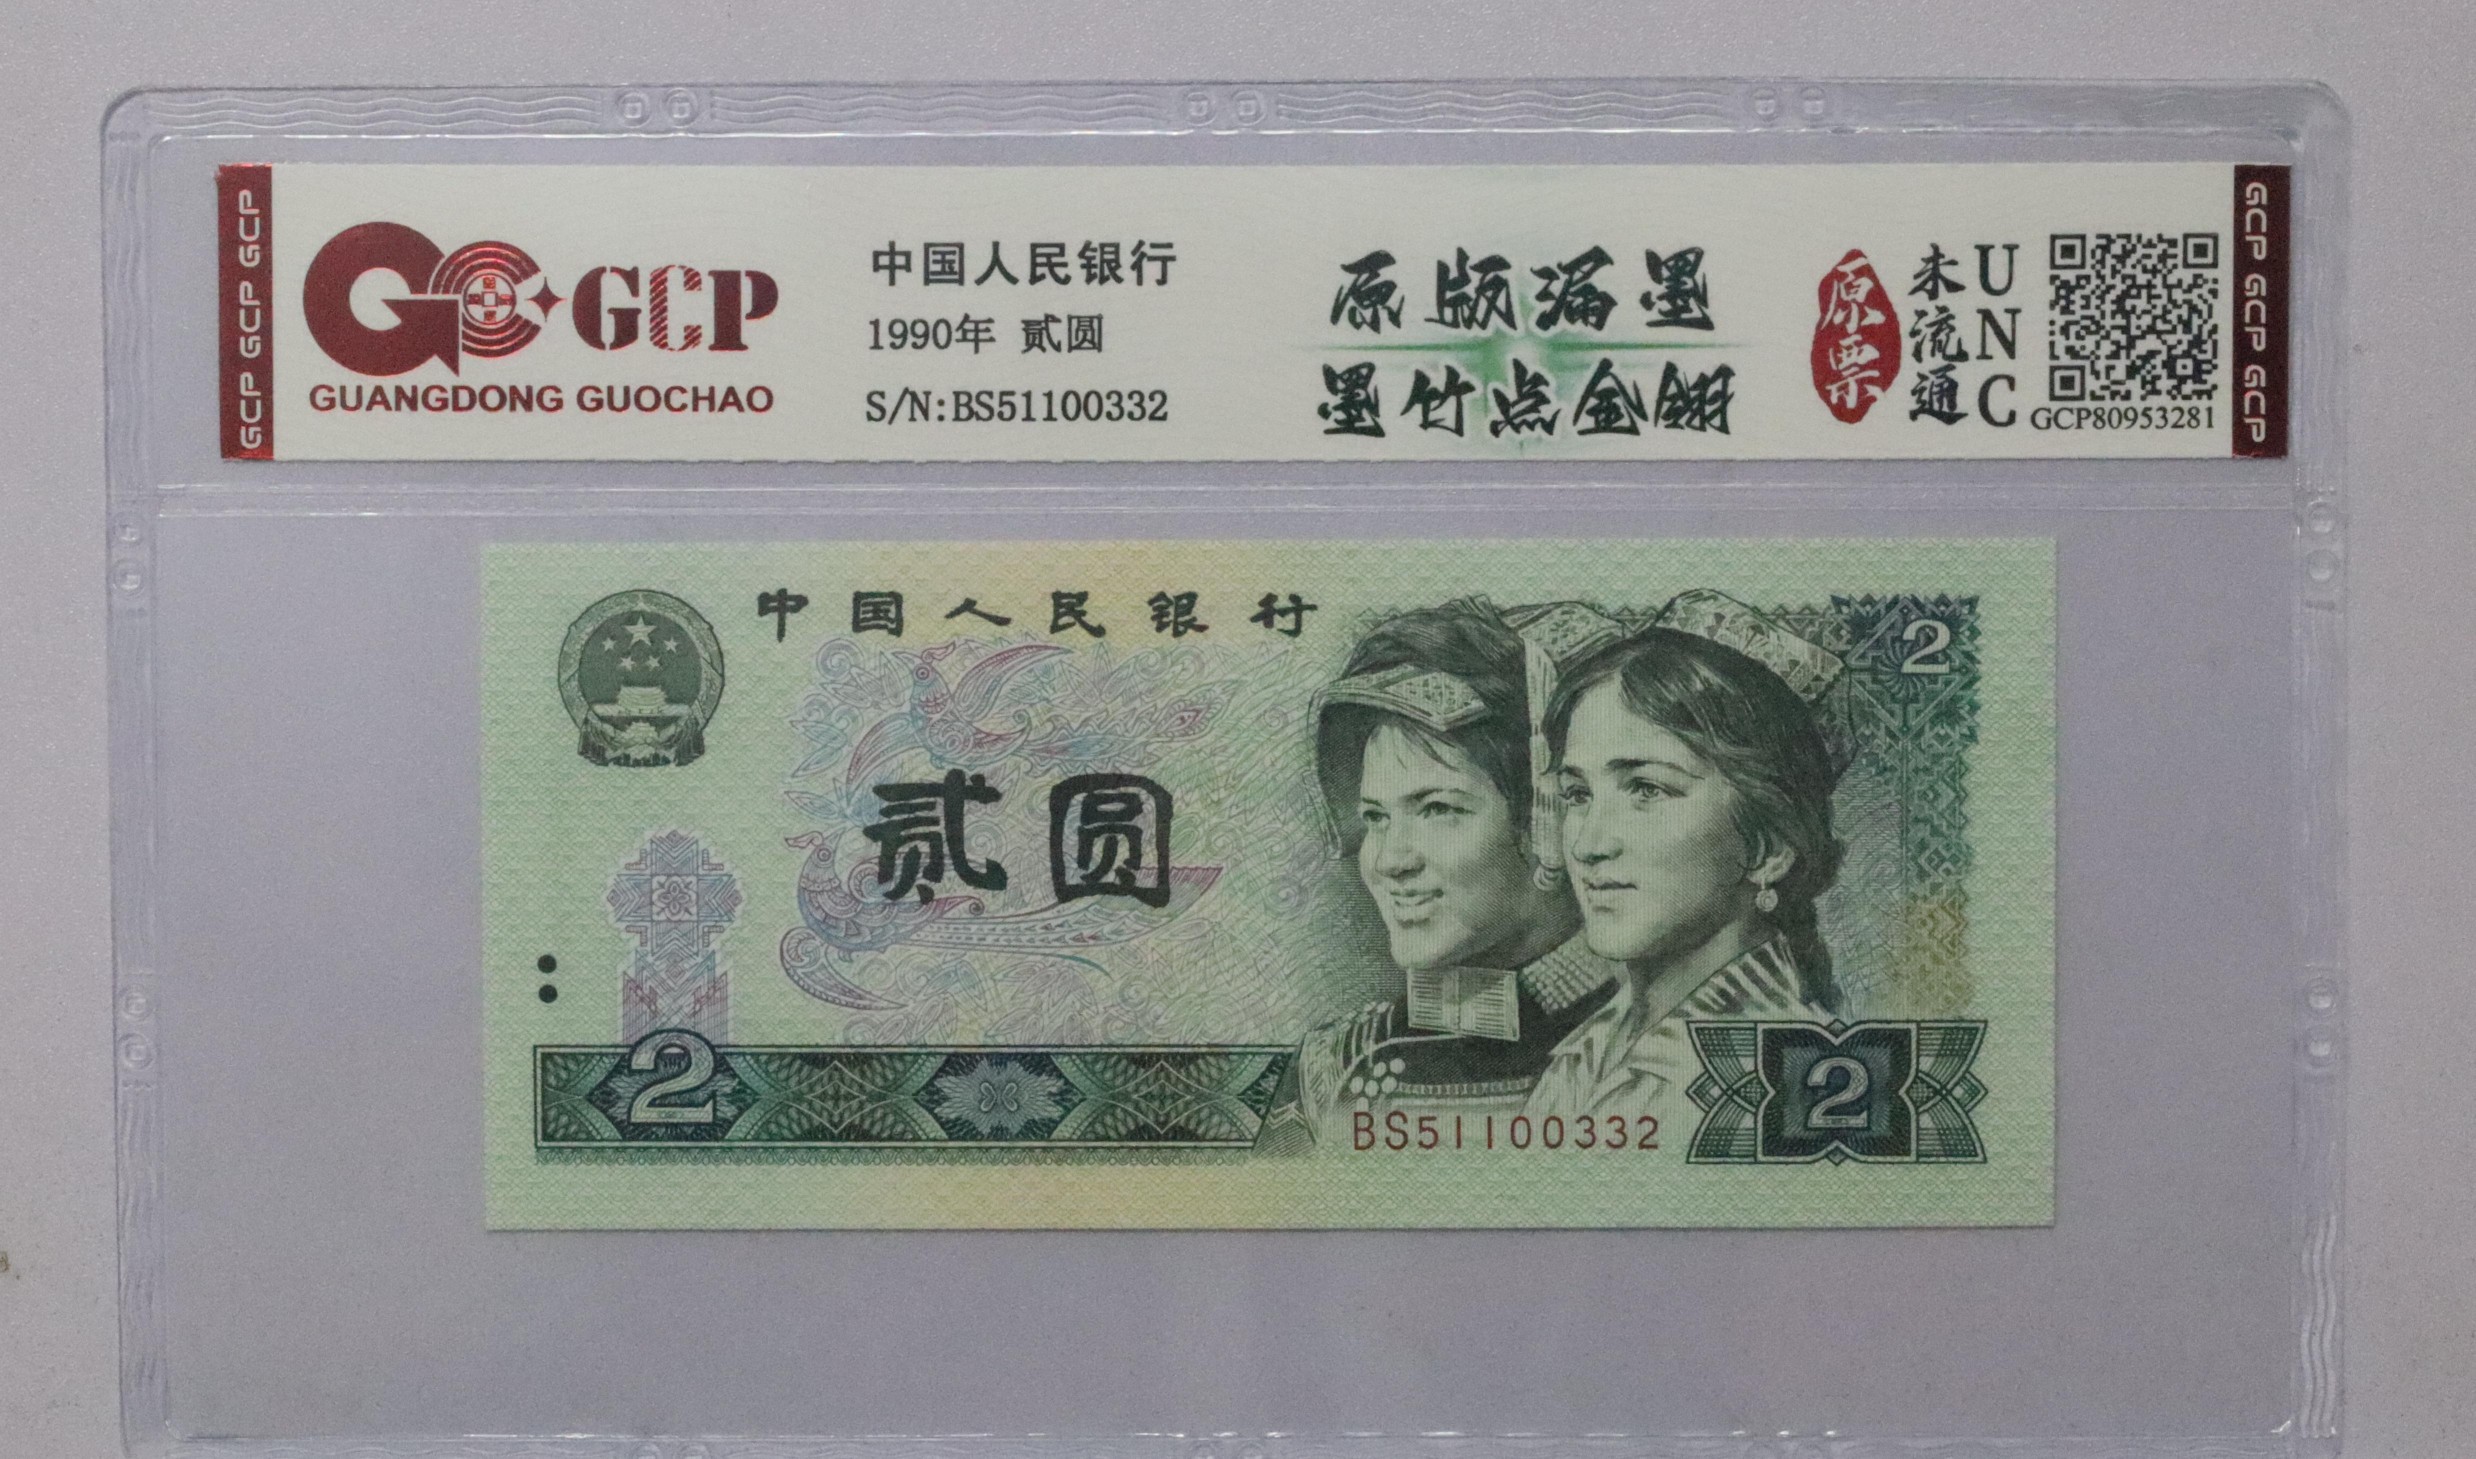 GCP GCP GCP
GCP
GUANGDONG GUOCHAO
中国人民银行
1990年 贰圆
S/N:BS51100332
原版漏墨
墨竹点金翎
原票
未流通
UNC
GCP80953281
GCP GCP GCP
中国人民银行
贰圆
2
2
BS51100332
2